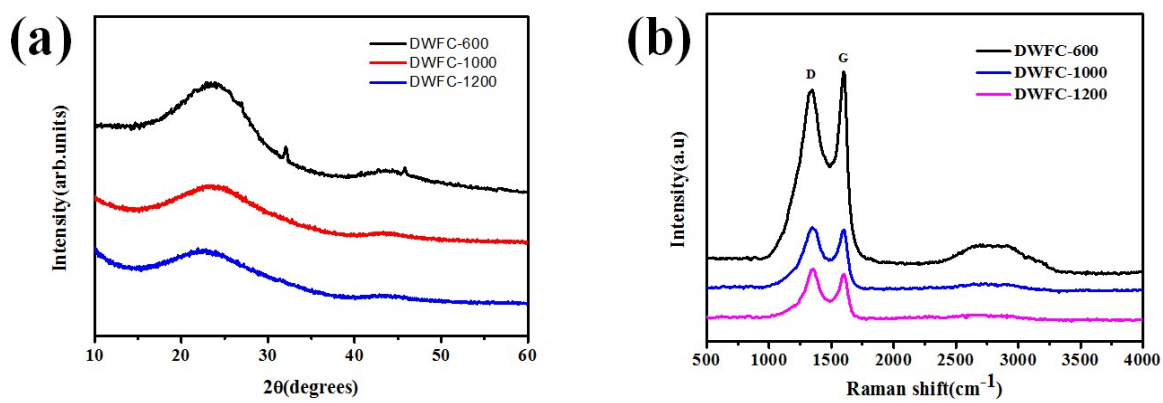 (a)
DWFC-600
DWFC-1000
DWFC-1200
Intensity(arb.units)
10 20 30 40 50 60
2θ(degrees)
(b)
DWFC-600
DWFC-1000
DWFC-1200
D G
Intensity(a.u)
500 1000 1500 2000 2500 3000 3500 4000
Raman shift(cm-1)